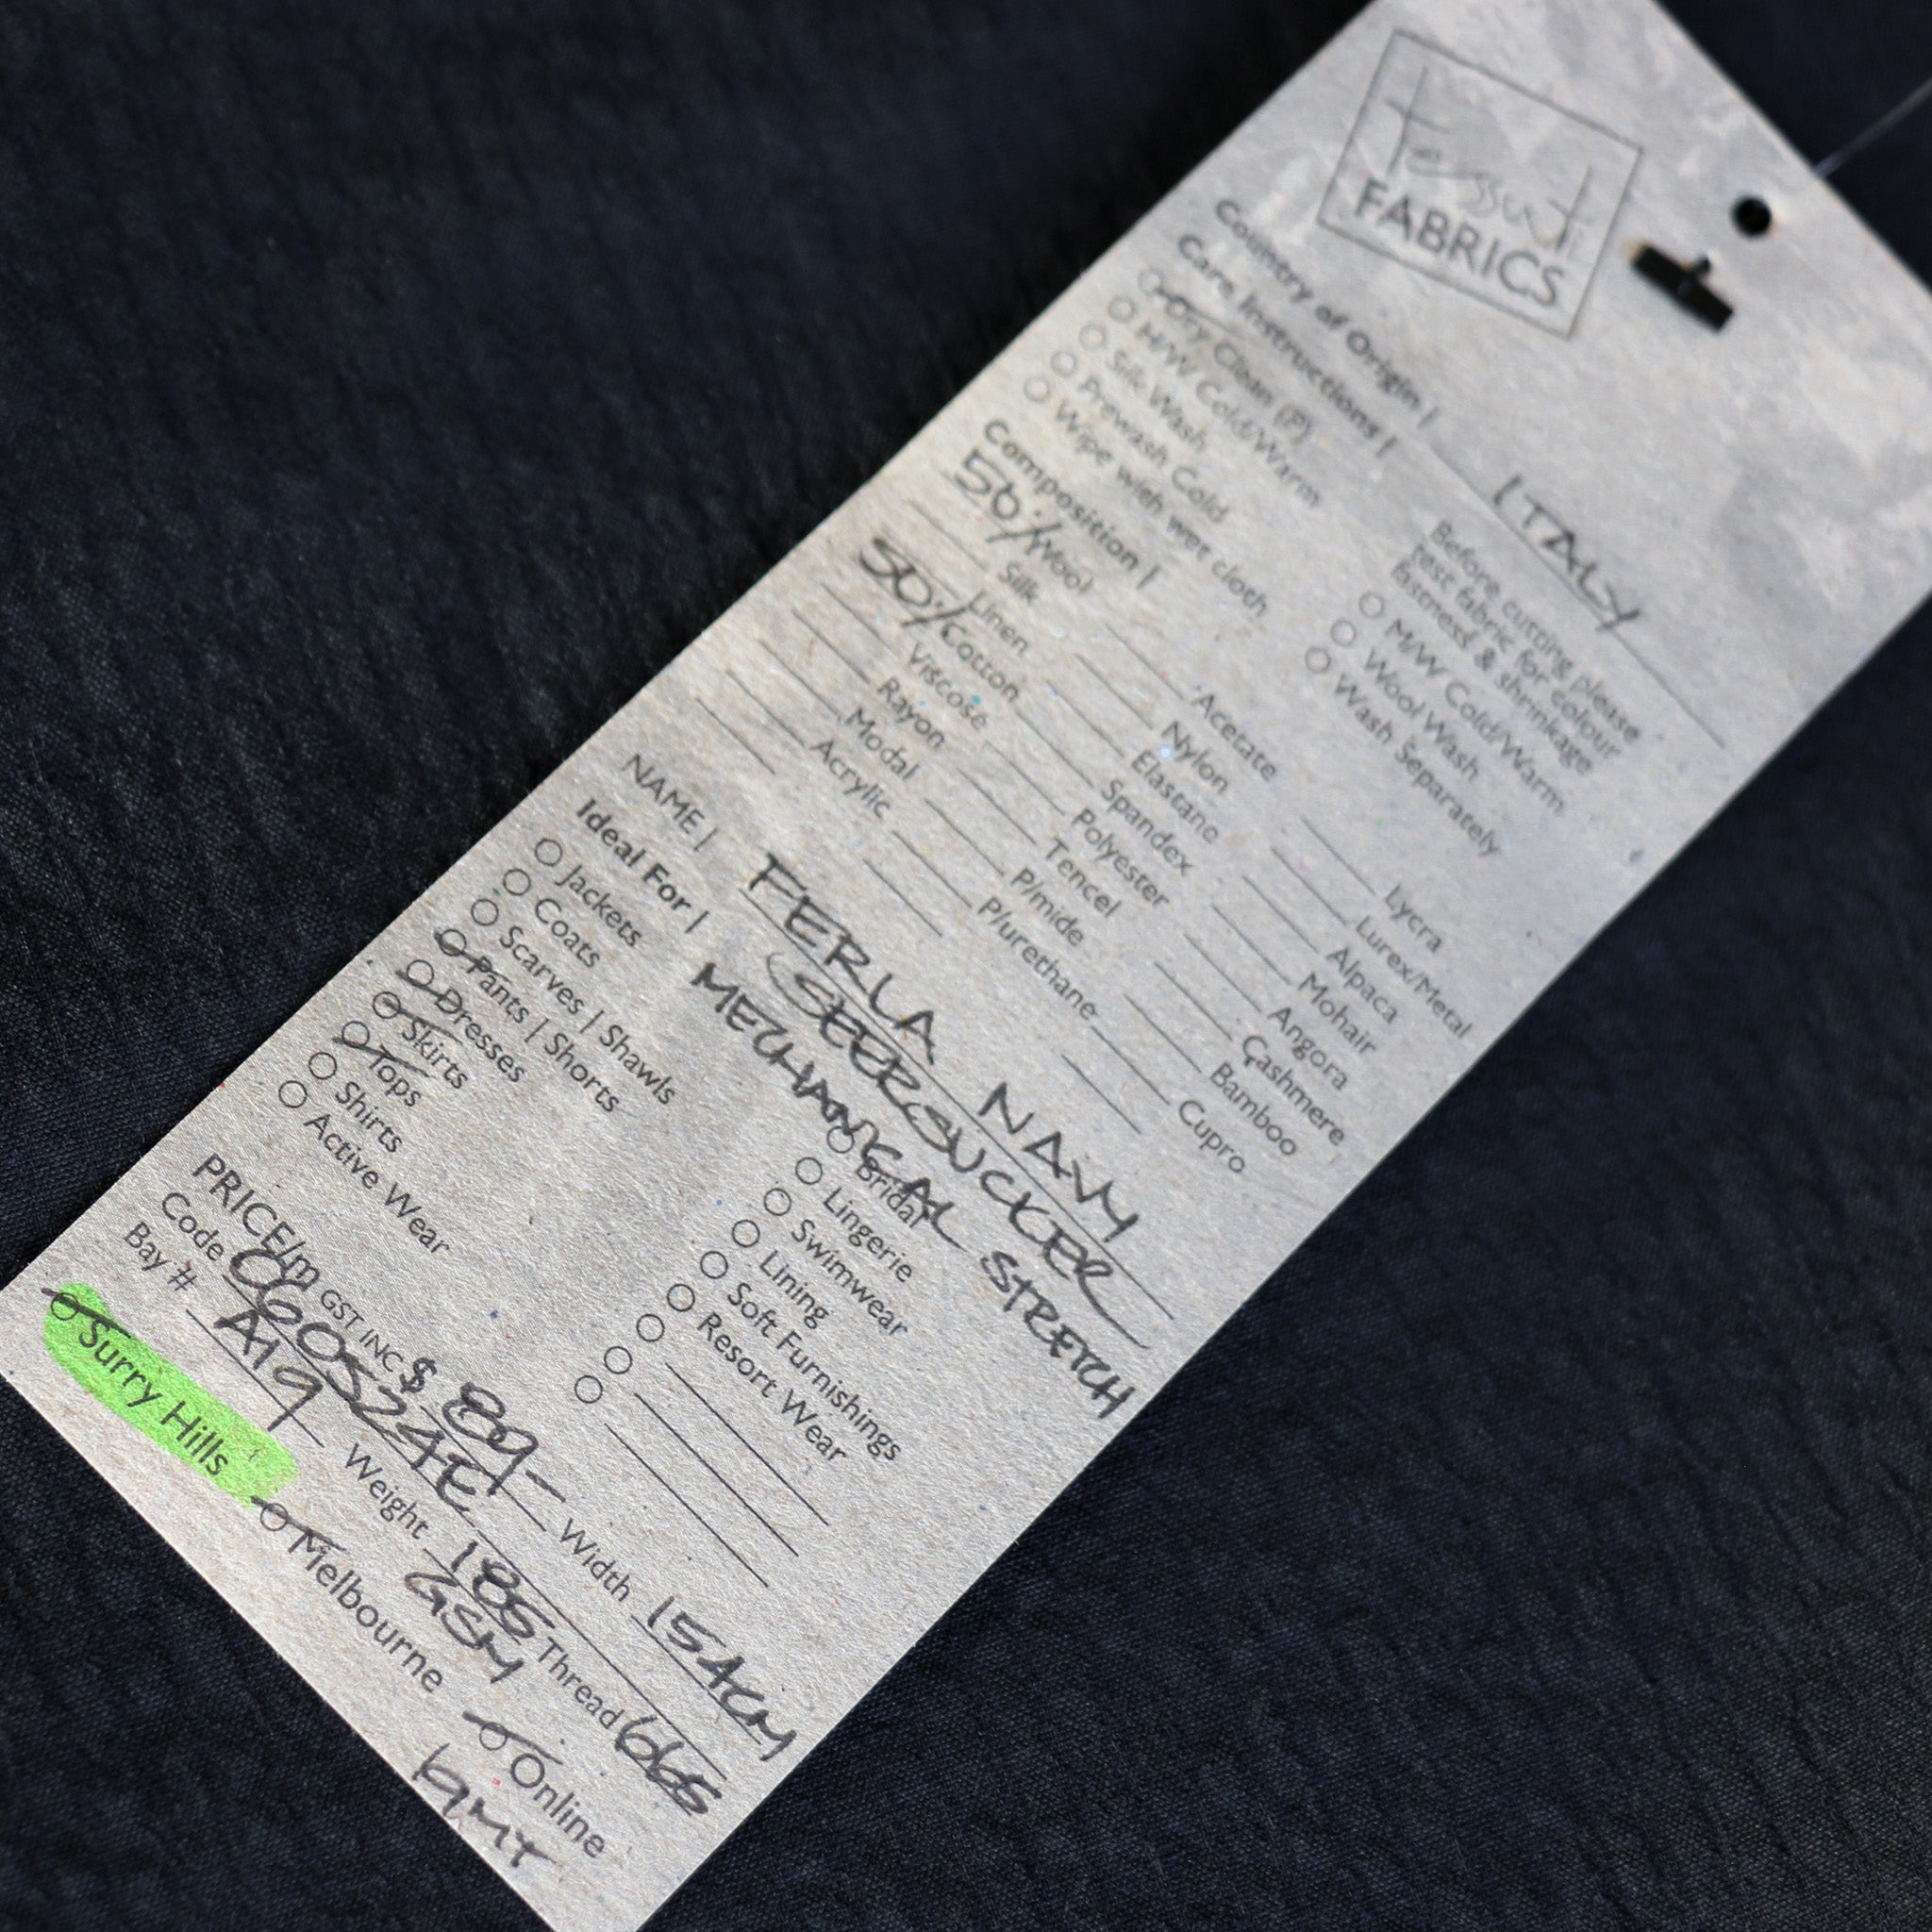 Tessuti
FABRICS
Country of Origin | ITALY
Care Instructions |
Dry Clean (P)
H/W Cold/Warm
Silk Wash
Prewash Cold
Wipe with wet cloth
Before cutting please
test fabric for colour
fastness & shrinkage
M/W Cold/Warm
Wool Wash
Wash Separately
Composition |
50% Wool
Silk
Linen
50% Cotton
Viscose
Rayon
Modal
Acrylic
Acetate
Nylon
Elastane
Spandex
Polyester
Tencel
P/mide
P/urethane
Lycra
Lurex/Metal
Alpaca
Mohair
Angora
Cashmere
Bamboo
Cupro
NAME | FERLA NAVY
SEERSUCKER
MECHANICAL STRETCH
Ideal For |
Jackets
Coats
Scarves | Shawls
Pants | Shorts
Dresses
Skirts
Tops
Shirts
Active Wear
Bridal
Lingerie
Swimwear
Lining
Soft Furnishings
Resort Wear
PRICE/m GST INC $ 89- Width 154CM
Code Weight 185 GSM Thread 665
Bay # A19
Surry Hills Melbourne Online